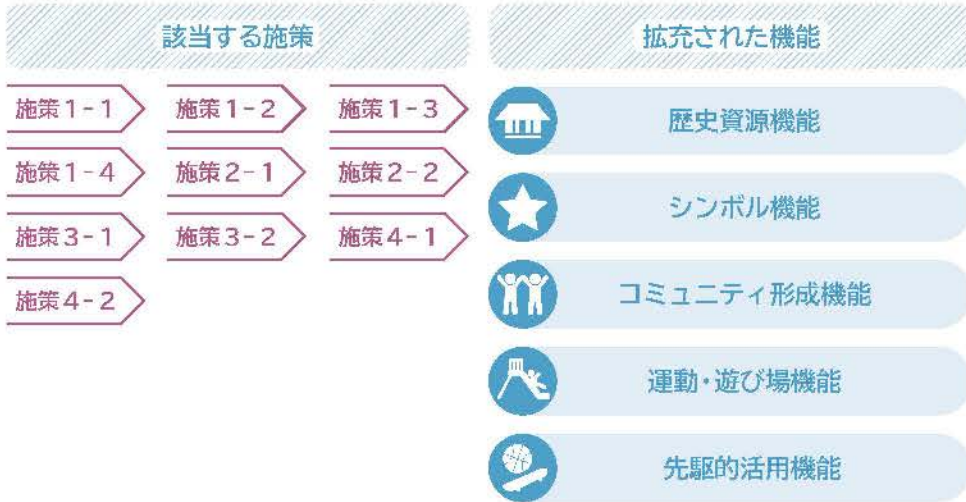 該当する施策
施策1-1
施策1-2
施策1-3
施策1-4
施策2-1
施策2-2
施策3-1
施策3-2
施策4-1
施策4-2
拡充された機能
歴史資源機能
シンボル機能
コミュニティ形成機能
運動・遊び場機能
先駆的活用機能